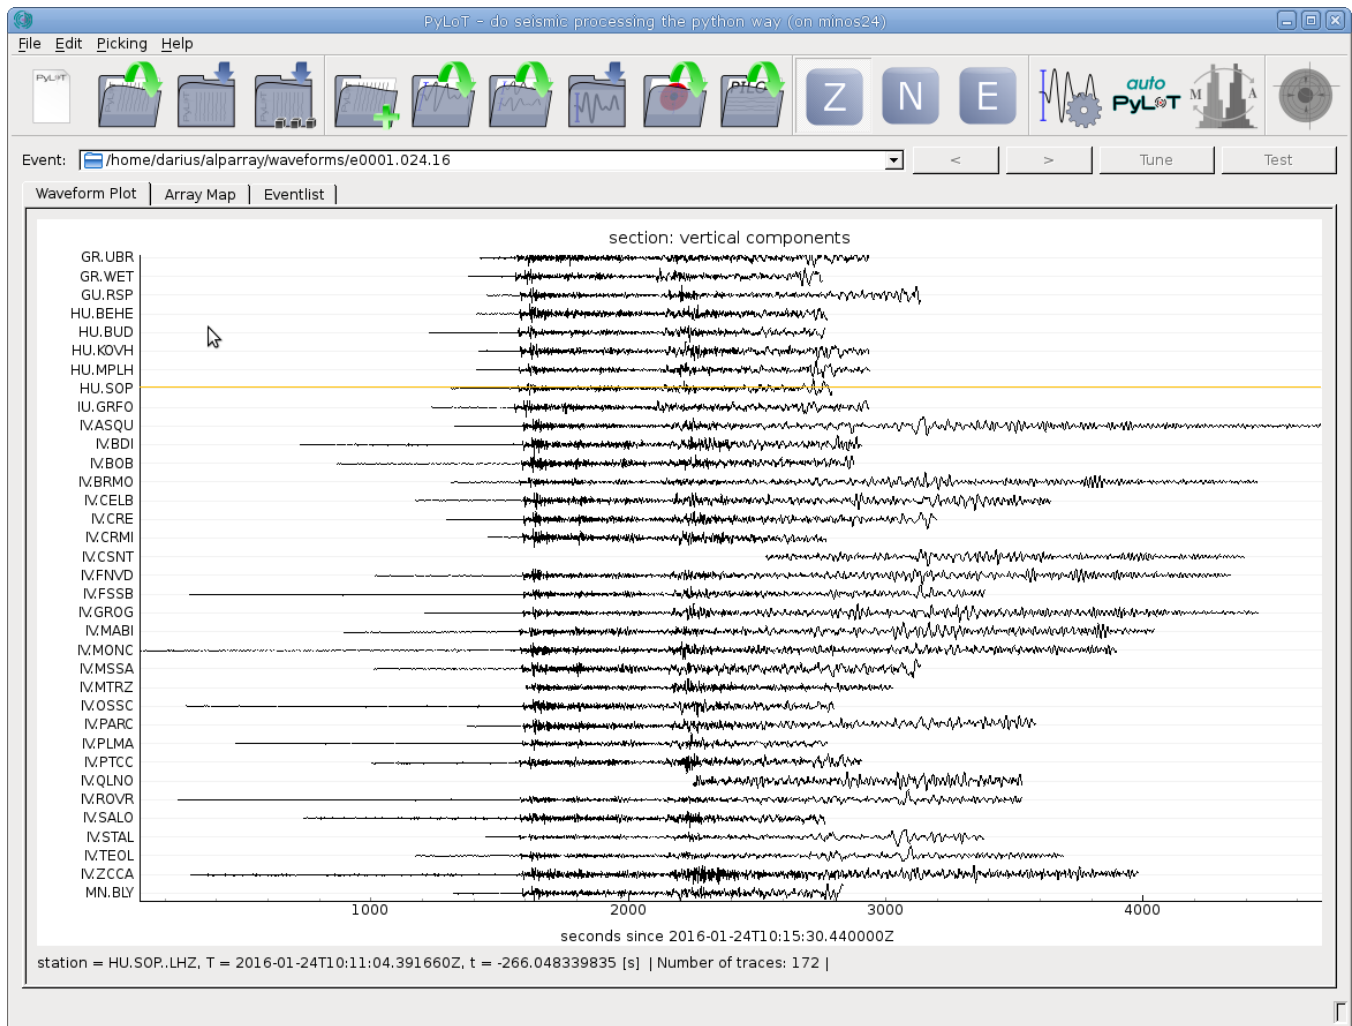 PyLoT - do seismic processing the python way (on minos24)
File Edit Picking Help
PyL●T
PILC
Z N E
auto
PyLoT
M A
Event: /home/darius/alparray/waveforms/e0001.024.16 < > Tune Test
Waveform Plot Array Map Eventlist
section: vertical components
GR.UBR
GR.WET
GU.RSP
HU.BEHE
HU.BUD
HU.KOVH
HU.MPLH
HU.SOP
IU.GRFO
IV.ASQU
IV.BDI
IV.BOB
IV.BRMO
IV.CELB
IV.CRE
IV.CRMI
IV.CSNT
IV.FNVD
IV.FSSB
IV.GROG
IV.MABI
IV.MONC
IV.MSSA
IV.MTRZ
IV.OSSC
IV.PARC
IV.PLMA
IV.PTCC
IV.QLNO
IV.ROVR
IV.SALO
IV.STAL
IV.TEOL
IV.ZCCA
MN.BLY
1000 2000 3000 4000
seconds since 2016-01-24T10:15:30.440000Z
station = HU.SOP..LHZ, T = 2016-01-24T10:11:04.391660Z, t = -266.048339835 [s] | Number of traces: 172 |